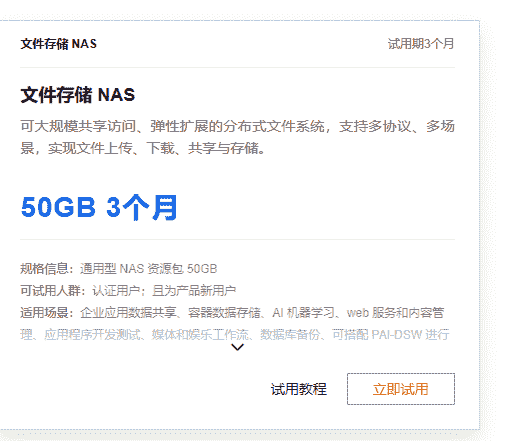 文件存储 NAS 试用期3个月
文件存储 NAS
可大规模共享访问、弹性扩展的分布式文件系统，支持多协议、多场
景，实现文件上传、下载、共享与存储。
50GB 3个月
规格信息：通用型 NAS 资源包 50GB
可试用人群：认证用户；且为产品新用户
适用场景：企业应用数据共享、容器数据存储、AI 机器学习、web 服务和内容管
理、应用程序开发测试、媒体和娱乐工作流、数据库备份、可搭配 PAI-DSW 进行
试用教程 立即试用